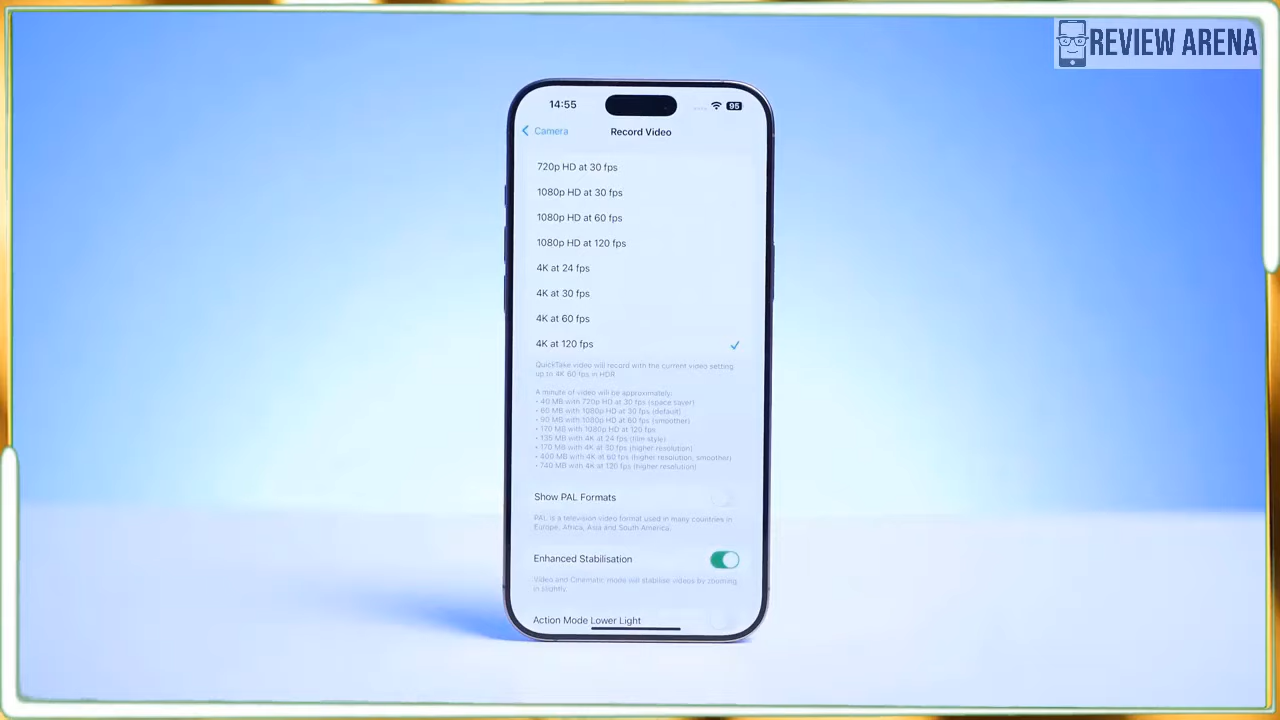 REVIEW ARENA
14:55
95
Camera
Record Video
720p HD at 30 fps
1080p HD at 30 fps
1080p HD at 60 fps
1080p HD at 120 fps
4K at 24 fps
4K at 30 fps
4K at 60 fps
4K at 120 fps
QuickTake video will record with the current video setting
up to 4K 60 fps in HDR.
A minute of video will be approximately:
• 40 MB with 720p HD at 30 fps (space saver)
• 60 MB with 1080p HD at 30 fps (default)
• 90 MB with 1080p HD at 60 fps (smoother)
• 170 MB with 1080p HD at 120 fps
• 135 MB with 4K at 24 fps (film style)
• 170 MB with 4K at 30 fps (higher resolution)
• 400 MB with 4K at 60 fps (higher resolution, smoother)
• 740 MB with 4K at 120 fps (higher resolution)
Show PAL Formats
PAL is a television video format used in many countries in
Europe, Africa, Asia and South America.
Enhanced Stabilisation
Video and Cinematic mode will stabilise videos by zooming
in slightly.
Action Mode Lower Light